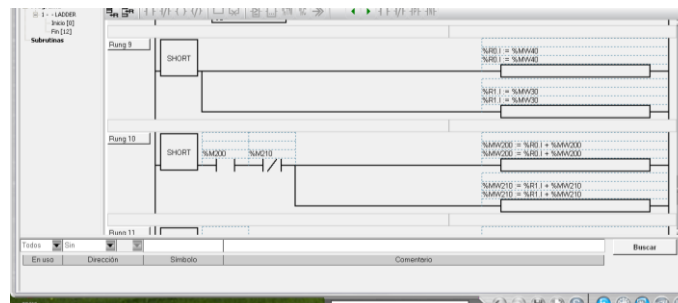 1 - - LADDER
Inicio [0]
Fin [12]
Subrutinas
Rung 9
SHORT
%R0.I := %MW40
%R0.I := %MW40
%R1.I := %MW30
%R1.I := %MW30
Rung 10
SHORT
%M200
%M210
%MW200 := %R0.I + %MW200
%MW200 := %R0.I + %MW200
%MW210 := %R1.I + %MW210
%MW210 := %R1.I + %MW210
Rung 11
Todos
Sin
Buscar
En uso
Dirección
Símbolo
Comentario